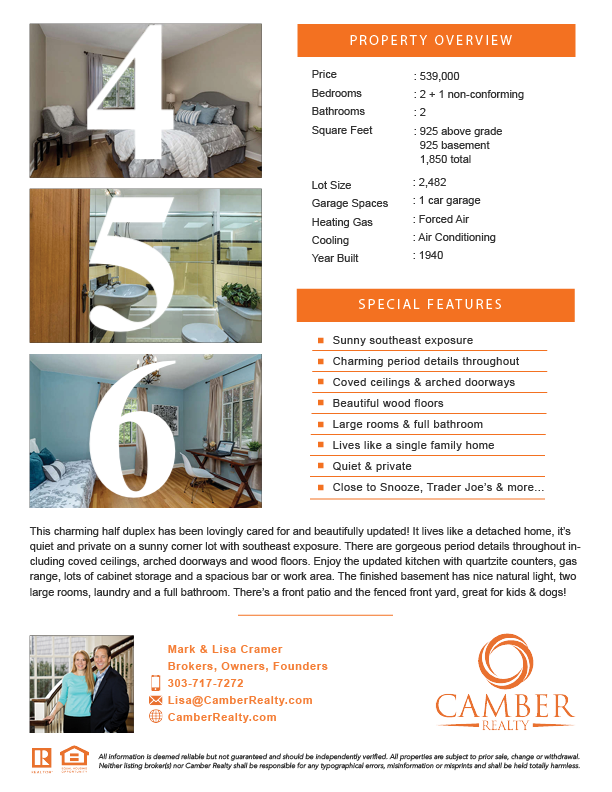 4
5
6
PROPERTY OVERVIEW
Price : 539,000
Bedrooms : 2 + 1 non-conforming
Bathrooms : 2
Square Feet : 925 above grade
925 basement
1,850 total
Lot Size : 2,482
Garage Spaces : 1 car garage
Heating Gas : Forced Air
Cooling : Air Conditioning
Year Built : 1940
SPECIAL FEATURES
Sunny southeast exposure
Charming period details throughout
Coved ceilings & arched doorways
Beautiful wood floors
Large rooms & full bathroom
Lives like a single family home
Quiet & private
Close to Snooze, Trader Joe's & more...
This charming half duplex has been lovingly cared for and beautifully updated! It lives like a detached home, it's
quiet and private on a sunny corner lot with southeast exposure. There are gorgeous period details throughout in-
cluding coved ceilings, arched doorways and wood floors. Enjoy the updated kitchen with quartzite counters, gas
range, lots of cabinet storage and a spacious bar or work area. The finished basement has nice natural light, two
large rooms, laundry and a full bathroom. There's a front patio and the fenced front yard, great for kids & dogs!
Mark & Lisa Cramer
Brokers, Owners, Founders
303-717-7272
Lisa@CamberRealty.com
CamberRealty.com
CAMBER
REALTY
R
REALTOR
EQUAL HOUSING
OPPORTUNITY
All information is deemed reliable but not guaranteed and should be independently verified. All properties are subject to prior sale, change or withdrawal.
Neither listing broker(s) nor Camber Realty shall be responsible for any typographical errors, misinformation or misprints and shall be held totally harmless.